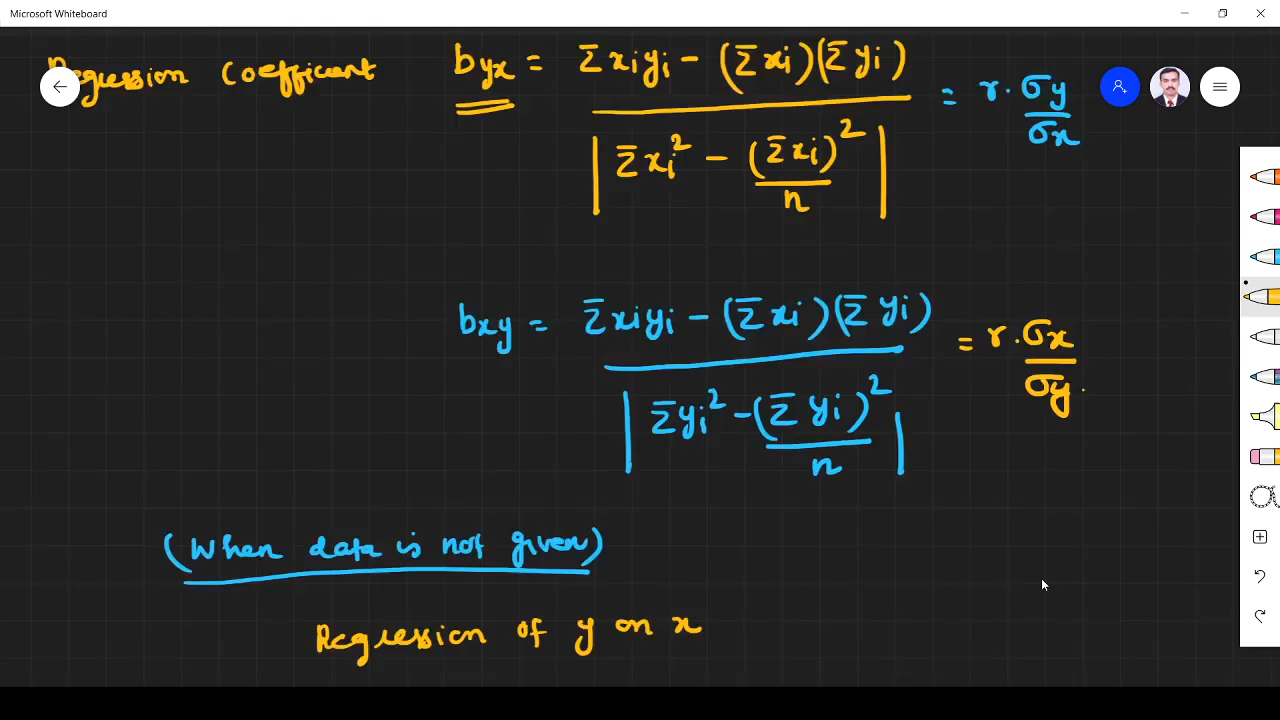 Microsoft Whiteboard
Regression Coefficient
byx = Σxiyi - (Σxi)(Σyi) / |Σxi² - (Σxi)²/n| = r · σy/σx
bxy = Σxiyi - (Σxi)(Σyi) / |Σyi² - (Σyi)²/n| = r · σx/σy
(When data is not given)
Regression of y on x